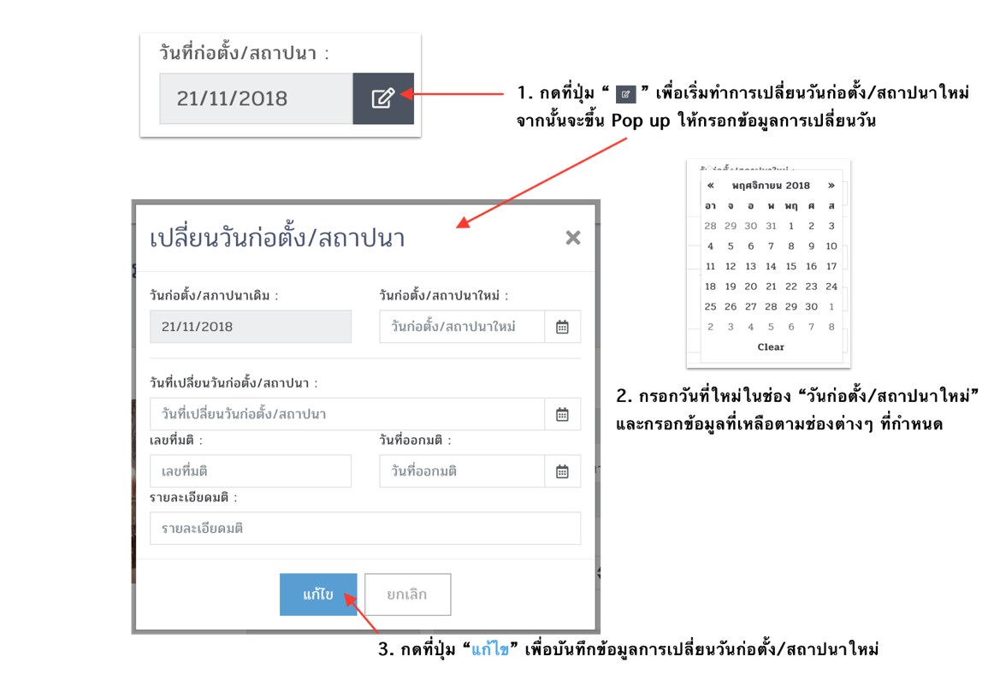 วันที่ก่อตั้ง/สถาปนา :
21/11/2018
1. กดที่ปุ่ม “ ” เพื่อเริ่มทำการเปลี่ยนวันก่อตั้ง/สถาปนาใหม่
จากนั้นจะขึ้น Pop up ให้กรอกข้อมูลการเปลี่ยนวัน
« พฤศจิกายน 2018 »
อา จ อ พ พฤ ศ ส
28 29 30 31 1 2 3
4 5 6 7 8 9 10
11 12 13 14 15 16 17
18 19 20 21 22 23 24
25 26 27 28 29 30 1
2 3 4 5 6 7 8
Clear
2. กรอกวันที่ใหม่ในช่อง “วันก่อตั้ง/สถาปนาใหม่”
และกรอกข้อมูลที่เหลือตามช่องต่างๆ ที่กำหนด
เปลี่ยนวันก่อตั้ง/สถาปนา
วันก่อตั้ง/สภาปนาเดิม : วันก่อตั้ง/สถาปนาใหม่ :
21/11/2018 วันก่อตั้ง/สถาปนาใหม่
วันที่เปลี่ยนวันก่อตั้ง/สถาปนา :
วันที่เปลี่ยนวันก่อตั้ง/สถาปนา
เลขที่มติ : วันที่ออกมติ :
เลขที่มติ วันที่ออกมติ
รายละเอียดมติ :
รายละเอียดมติ
แก้ไข ยกเลิก
3. กดที่ปุ่ม “แก้ไข” เพื่อบันทึกข้อมูลการเปลี่ยนวันก่อตั้ง/สถาปนาใหม่